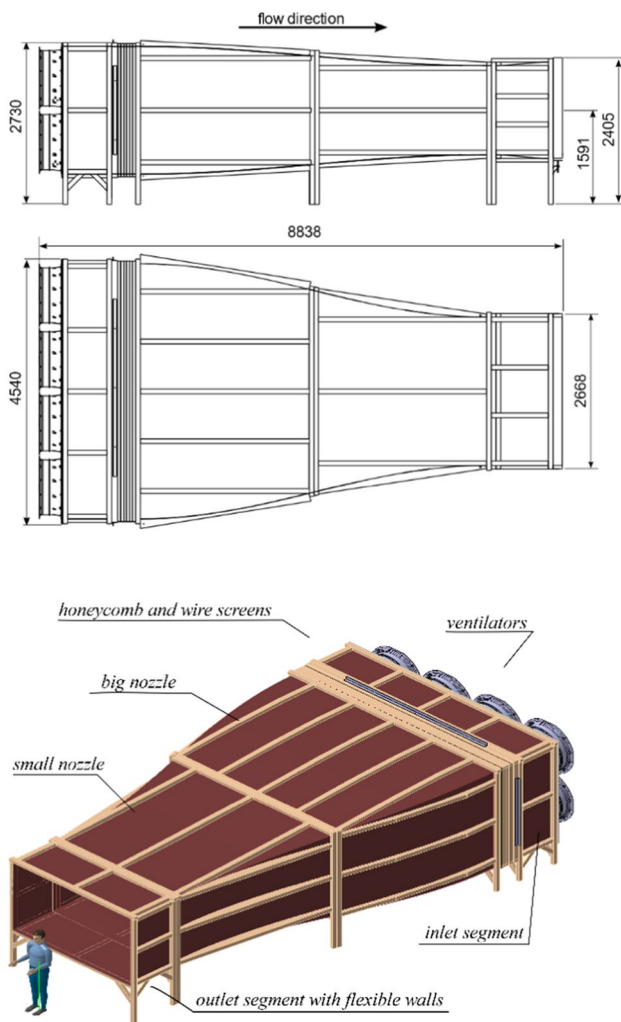 flow direction
2730
1591
2405
8838
4540
2668
honeycomb and wire screens
ventilators
big nozzle
small nozzle
inlet segment
outlet segment with flexible walls